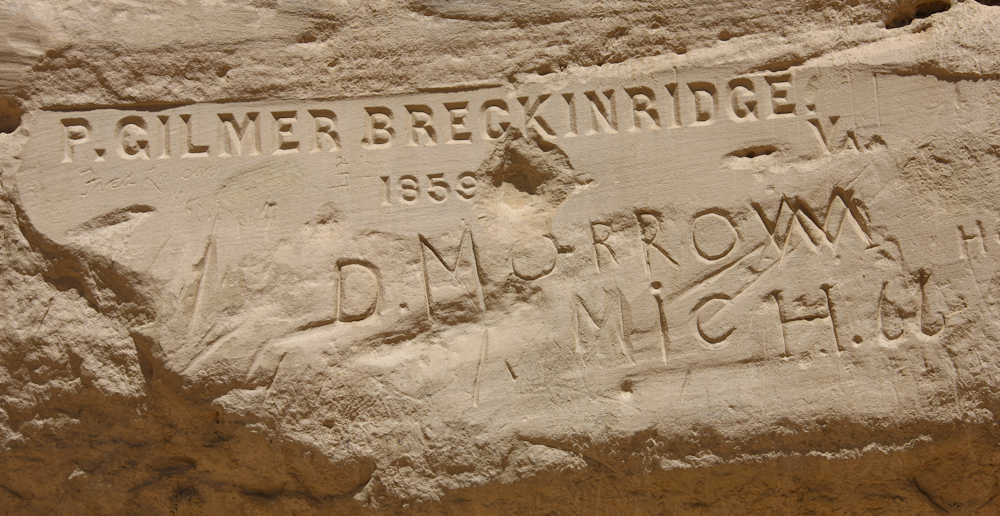 P. GILMER BRECKINRIDGE.
Va.
1859
D. MORROW
MiCH.